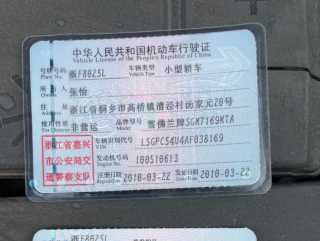 中华人民共和国机动车行驶证
Vehicle License of the People's Republic of China
号牌号码 浙F8025L 车辆类型 小型轿车
Plate No. Vehicle Type
所有人 张怡
Owner
住址 浙江省桐乡市高桥镇清泾村汤家元20号
Address
使用性质 非营运 品牌型号 雪佛兰牌SGM7169KTA
Use Character Model
浙江省嘉兴市公安局交通警察支队
车辆识别代号 LSGPC54U4AF038169
VIN
发动机号码 100510613
Engine No.
注册日期 2010-03-22 发证日期 2010-03-22
Register Date Issue Date
浙F8025L